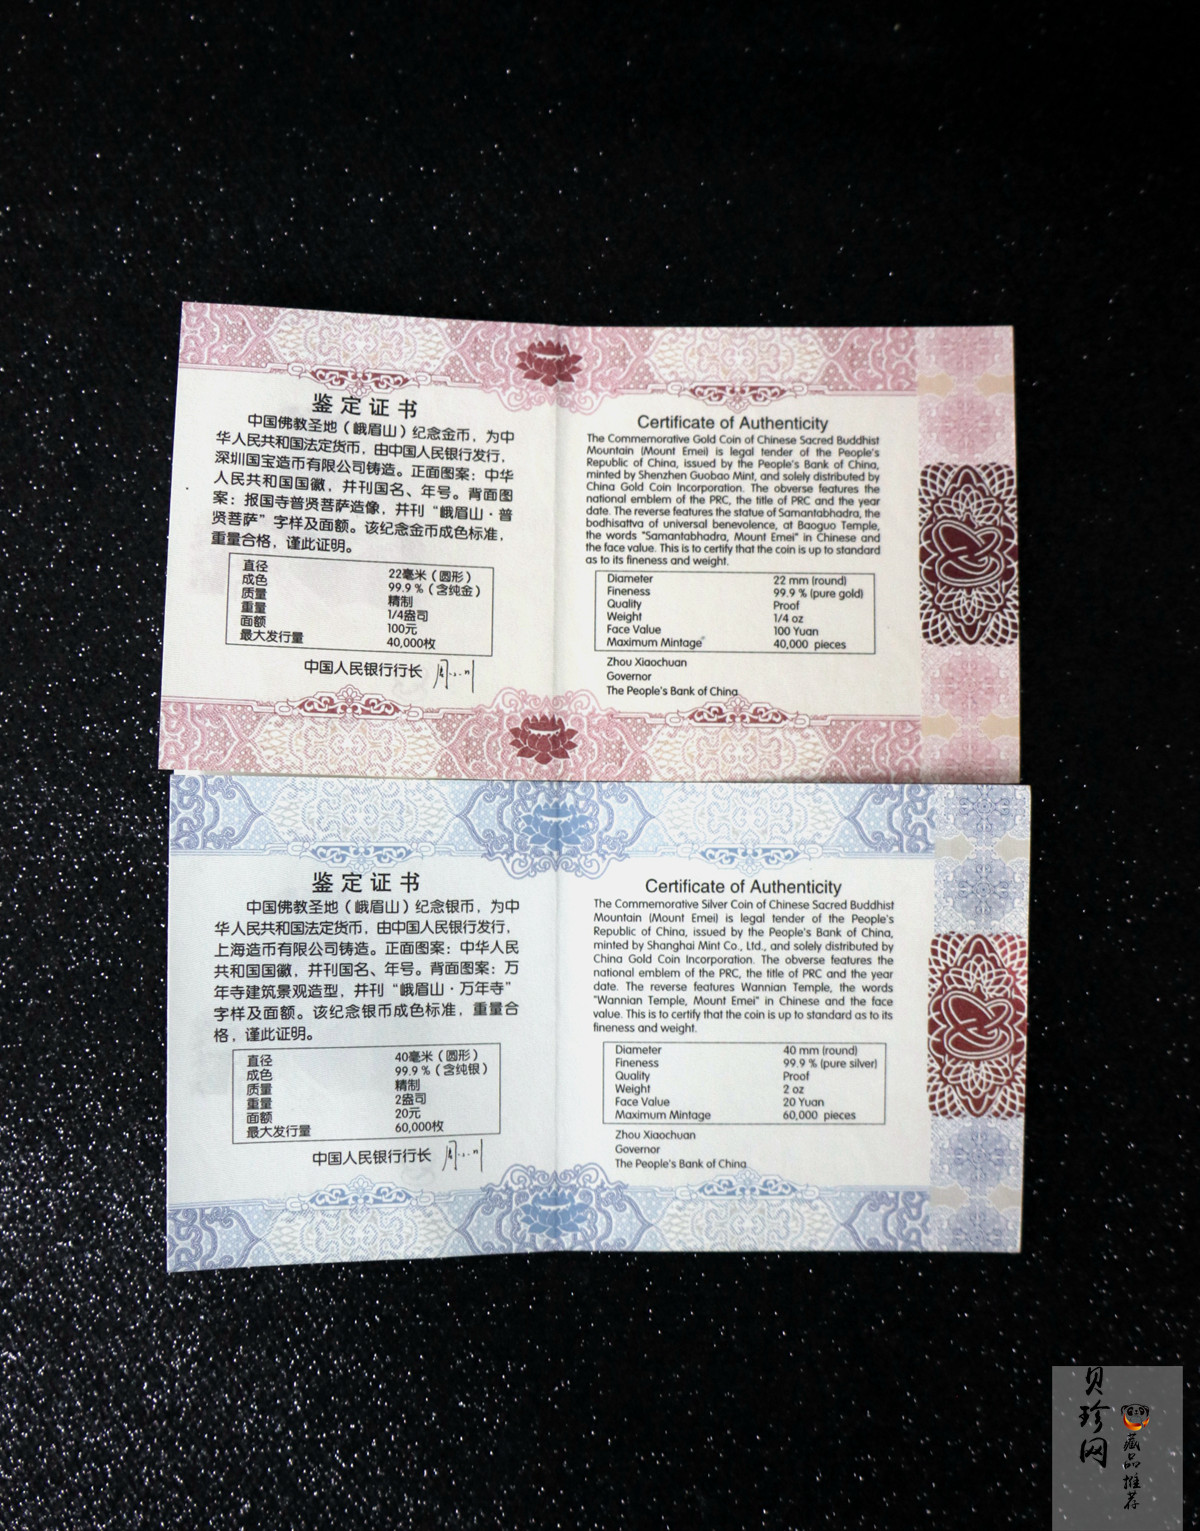 鉴定证书
中国佛教圣地（峨眉山）纪念金币，为中
华人民共和国法定货币，由中国人民银行发行，
深圳国宝造币有限公司铸造。正面图案：中华
人民共和国国徽，并刊国名、年号。背面图
案：报国寺普贤菩萨造像，并刊“峨眉山·普
贤菩萨”字样及面额。该纪念金币成色标准，
重量合格，谨此证明。
直径 22毫米（圆形）
成色 99.9％（含纯金）
质量 精制
重量 1/4盎司
面额 100元
最大发行量 40,000枚
中国人民银行行长
Certificate of Authenticity
The Commemorative Gold Coin of Chinese Sacred Buddhist
Mountain (Mount Emei) is legal tender of the People's
Republic of China, issued by the People's Bank of China,
minted by Shenzhen Guobao Mint, and solely distributed by
China Gold Coin Incorporation. The obverse features the
national emblem of the PRC, the title of PRC and the year
date. The reverse features the statue of Samantabhadra, the
bodhisattva of universal benevolence, at Baoguo Temple,
the words "Samantabhadra, Mount Emei" in Chinese and
the face value. This is to certify that the coin is up to standard
as to its fineness and weight.
Diameter 22 mm (round)
Fineness 99.9 % (pure gold)
Quality Proof
Weight 1/4 oz
Face Value 100 Yuan
Maximum Mintage 40,000 pieces
Zhou Xiaochuan
Governor
The People's Bank of China
鉴定证书
中国佛教圣地（峨眉山）纪念银币，为中
华人民共和国法定货币，由中国人民银行发行，
上海造币有限公司铸造。正面图案：中华人民
共和国国徽，并刊国名、年号。背面图案：万
年寺建筑景观造型，并刊“峨眉山·万年寺”
字样及面额。该纪念银币成色标准，重量合
格，谨此证明。
直径 40毫米（圆形）
成色 99.9％（含纯银）
质量 精制
重量 2盎司
面额 20元
最大发行量 60,000枚
中国人民银行行长
Certificate of Authenticity
The Commemorative Silver Coin of Chinese Sacred Buddhist
Mountain (Mount Emei) is legal tender of the People's
Republic of China, issued by the People's Bank of China,
minted by Shanghai Mint Co., Ltd., and solely distributed by
China Gold Coin Incorporation. The obverse features the
national emblem of the PRC, the title of PRC and the year
date. The reverse features Wannian Temple, the words
"Wannian Temple, Mount Emei" in Chinese and the face
value. This is to certify that the coin is up to standard as to its
fineness and weight.
Diameter 40 mm (round)
Fineness 99.9 % (pure silver)
Quality Proof
Weight 2 oz
Face Value 20 Yuan
Maximum Mintage 60,000 pieces
Zhou Xiaochuan
Governor
The People's Bank of China
贝珍网
藏品推荐